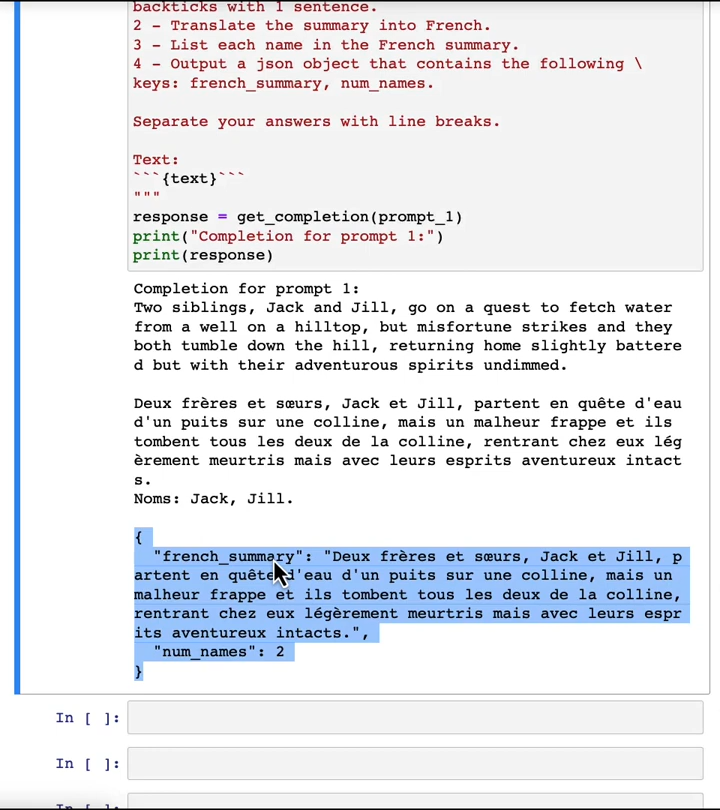 backticks with 1 sentence.
2 - Translate the summary into French.
3 - List each name in the French summary.
4 - Output a json object that contains the following \
keys: french_summary, num_names.
Separate your answers with line breaks.
Text:
```{text}```
"""
response = get_completion(prompt_1)
print("Completion for prompt 1:")
print(response)
Completion for prompt 1:
Two siblings, Jack and Jill, go on a quest to fetch water
from a well on a hilltop, but misfortune strikes and they
both tumble down the hill, returning home slightly battere
d but with their adventurous spirits undimmed.
Deux frères et sœurs, Jack et Jill, partent en quête d'eau
d'un puits sur une colline, mais un malheur frappe et ils
tombent tous les deux de la colline, rentrant chez eux lég
èrement meurtris mais avec leurs esprits aventureux intact
s.
Noms: Jack, Jill.
{
"french_summary": "Deux frères et sœurs, Jack et Jill, p
artent en quête d'eau d'un puits sur une colline, mais un
malheur frappe et ils tombent tous les deux de la colline,
rentrant chez eux légèrement meurtris mais avec leurs espr
its aventureux intacts.",
"num_names": 2
}
In [ ]:
In [ ]:
In [ ]: